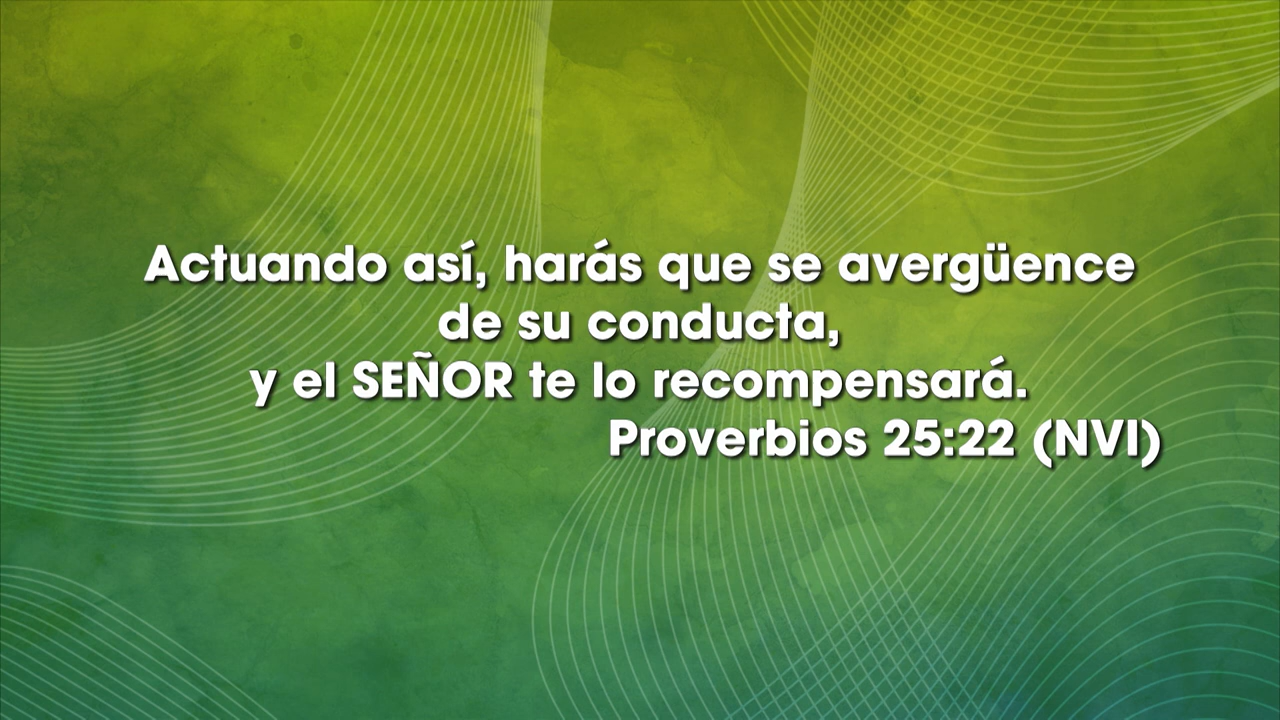 Actuando así, harás que se avergüence
de su conducta,
y el SEÑOR te lo recompensará.
Proverbios 25:22 (NVI)